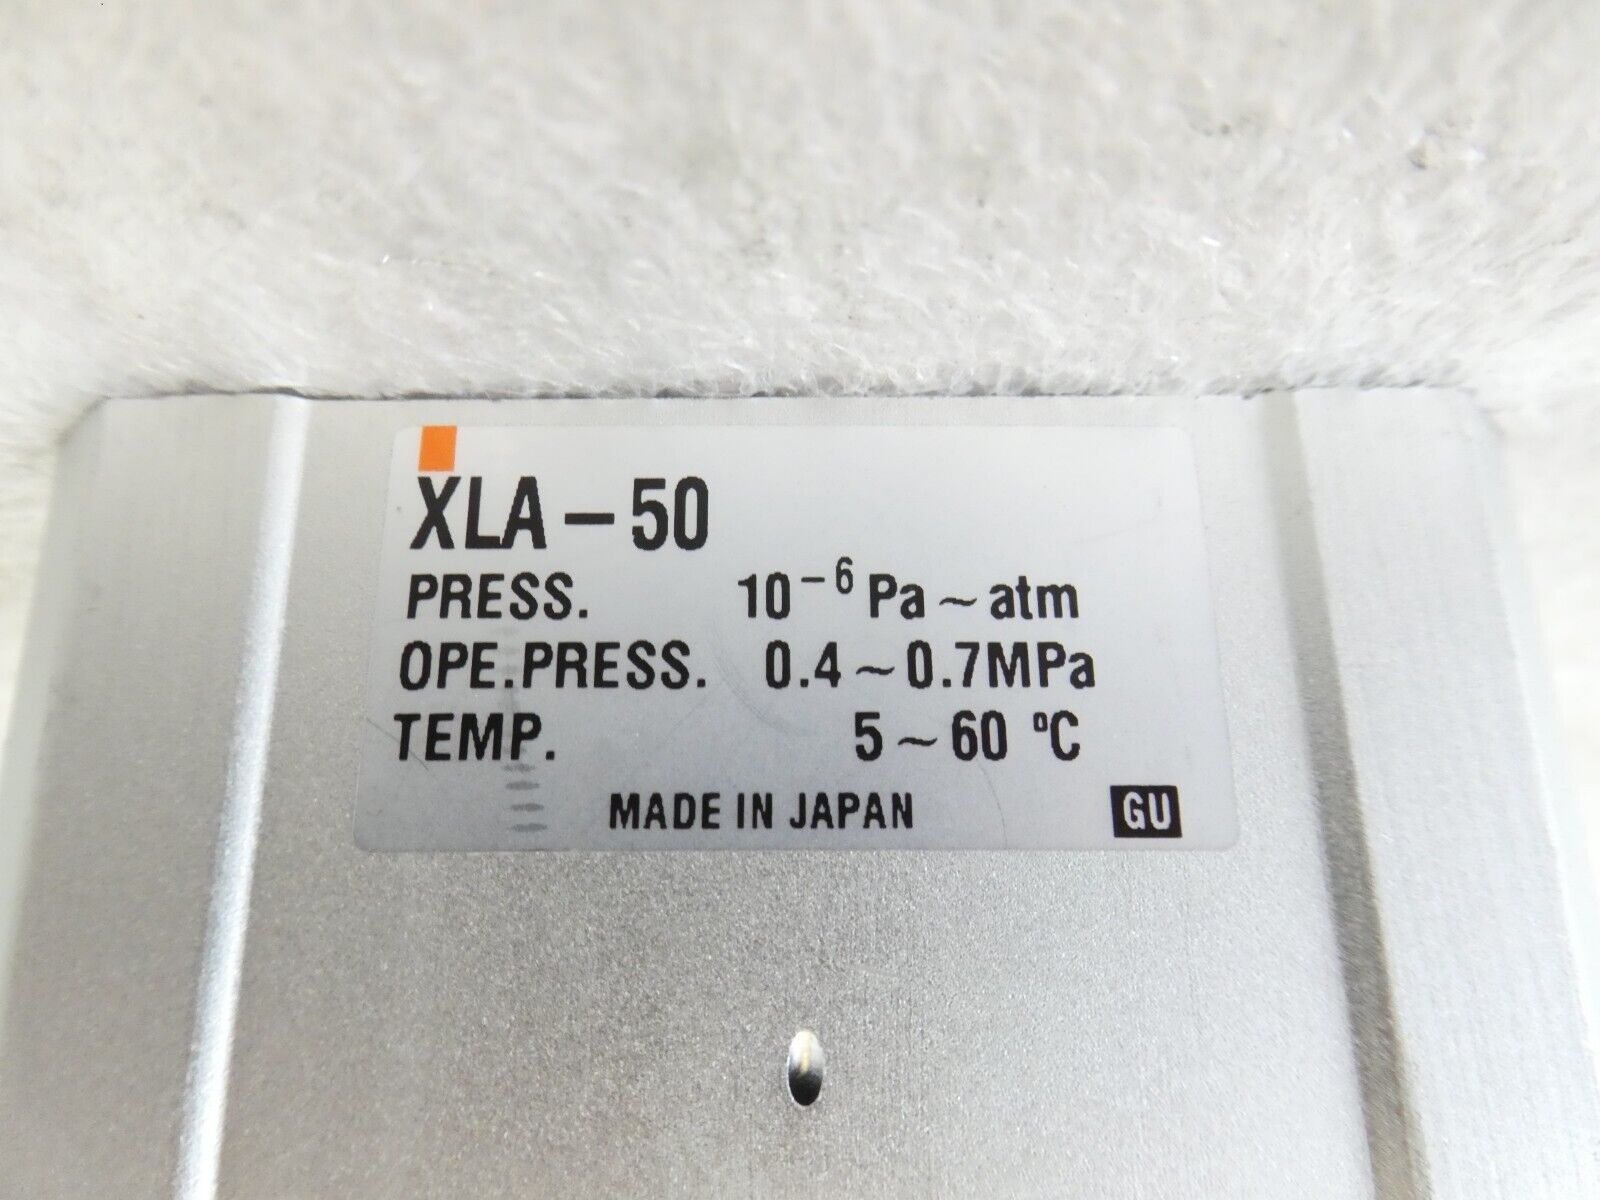 XLA-50
PRESS. 10⁻⁶ Pa~atm
OPE.PRESS. 0.4~0.7MPa
TEMP. 5~60 ºC
MADE IN JAPAN GU